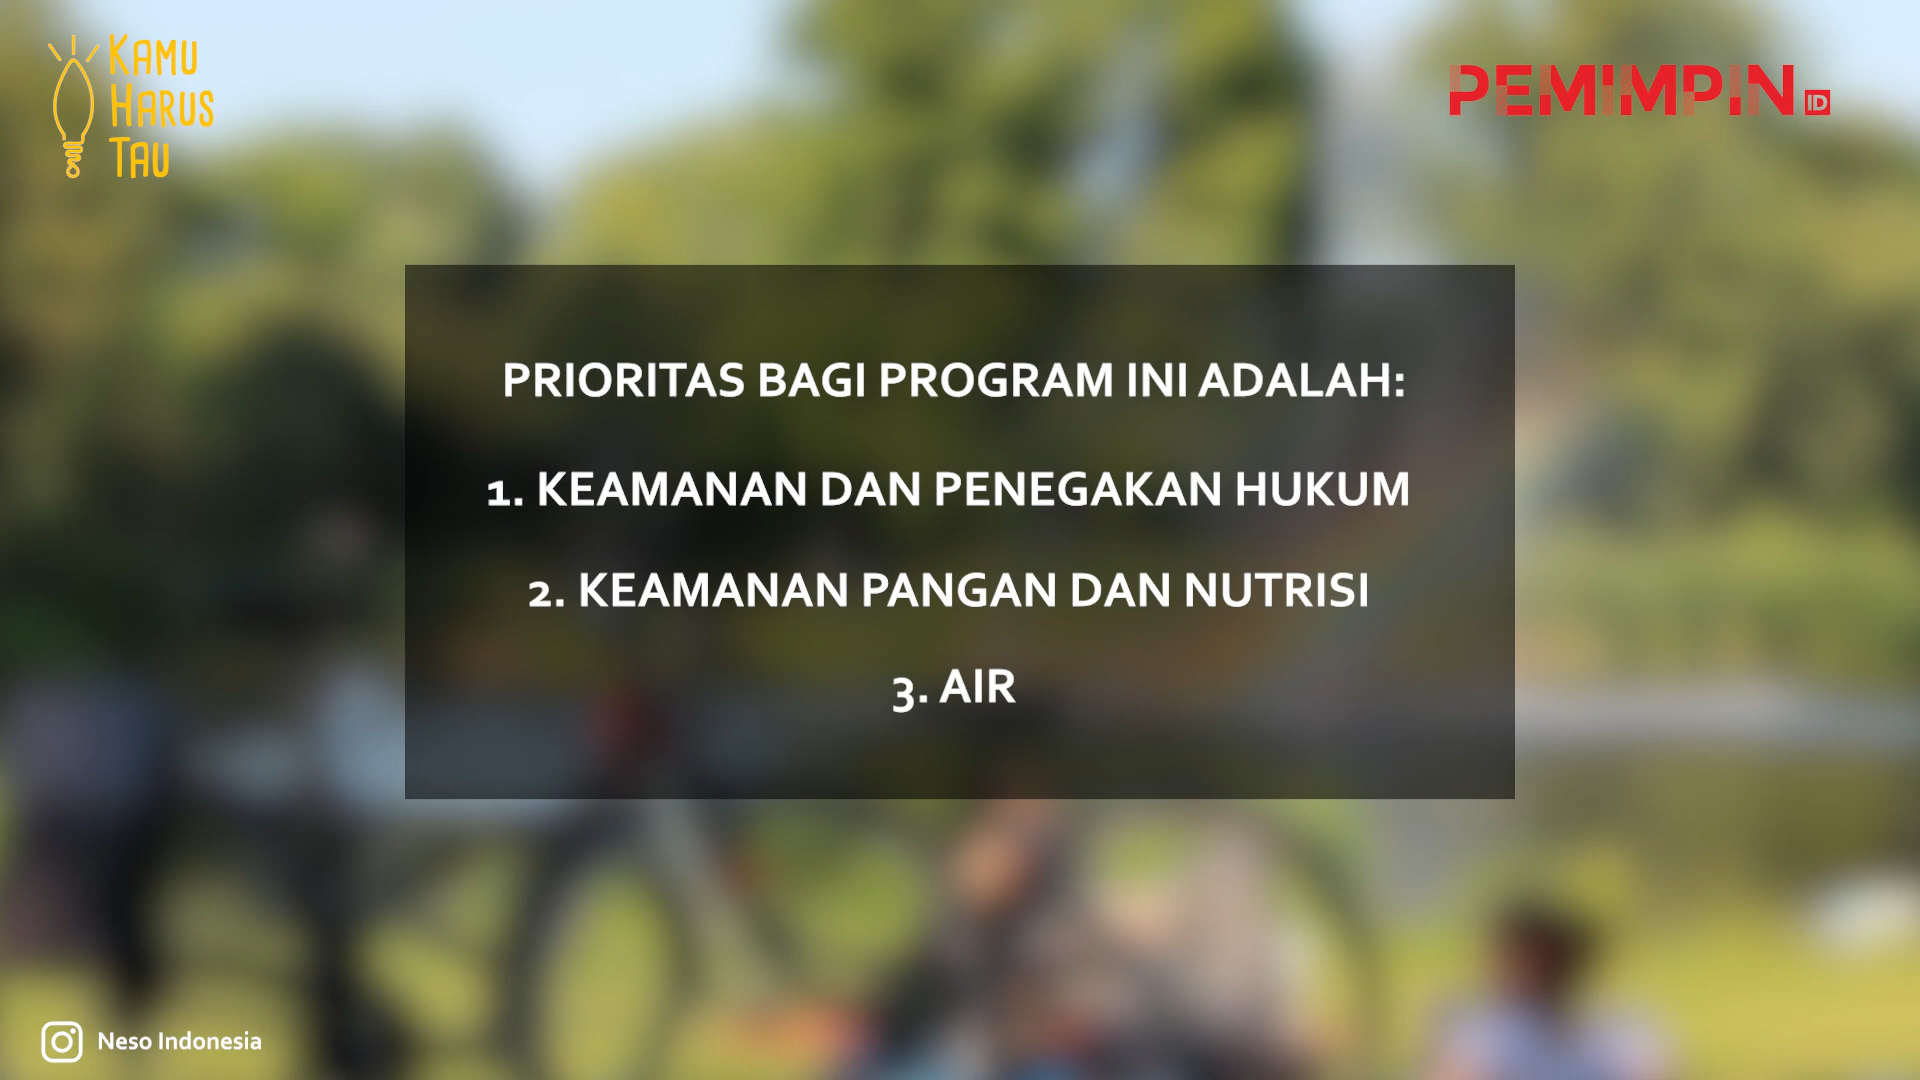 KAMU
HARUS
TAU
PEMIMPIN ID
PRIORITAS BAGI PROGRAM INI ADALAH:
1. KEAMANAN DAN PENEGAKAN HUKUM
2. KEAMANAN PANGAN DAN NUTRISI
3. AIR
Neso Indonesia